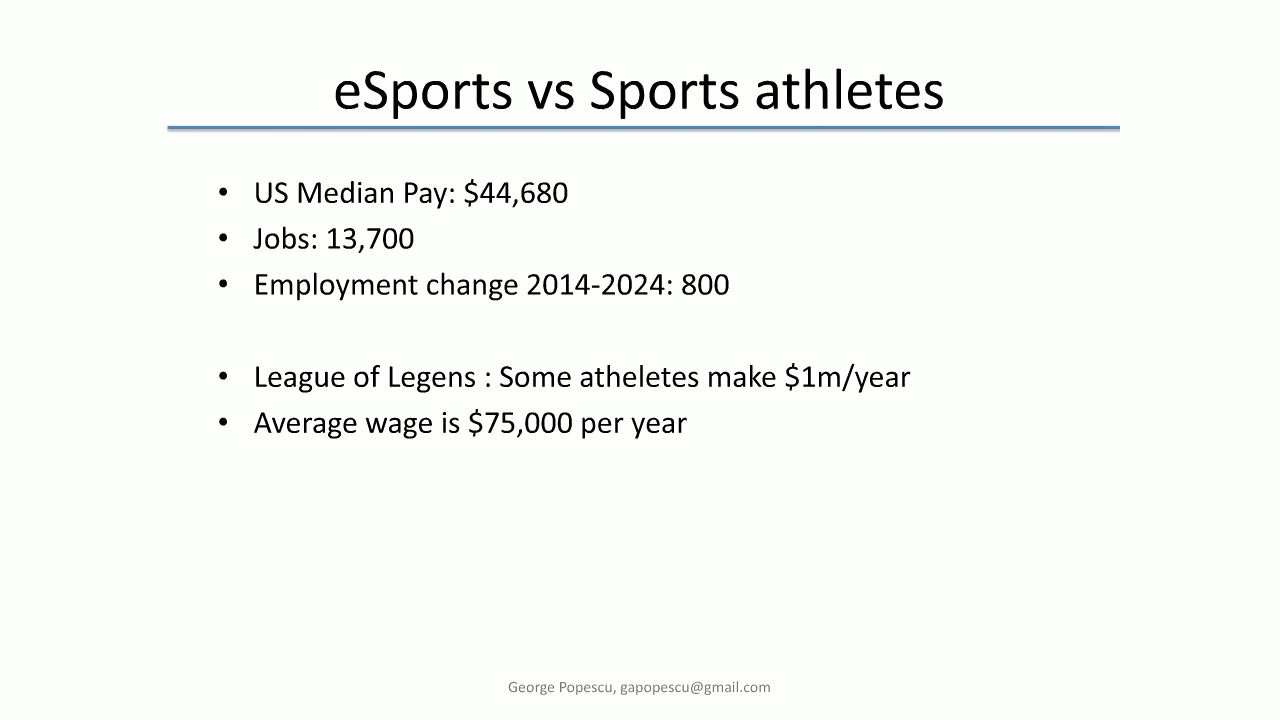 eSports vs Sports athletes
• US Median Pay: $44,680
• Jobs: 13,700
• Employment change 2014-2024: 800
• League of Legens : Some atheletes make $1m/year
• Average wage is $75,000 per year
George Popescu, gapopescu@gmail.com